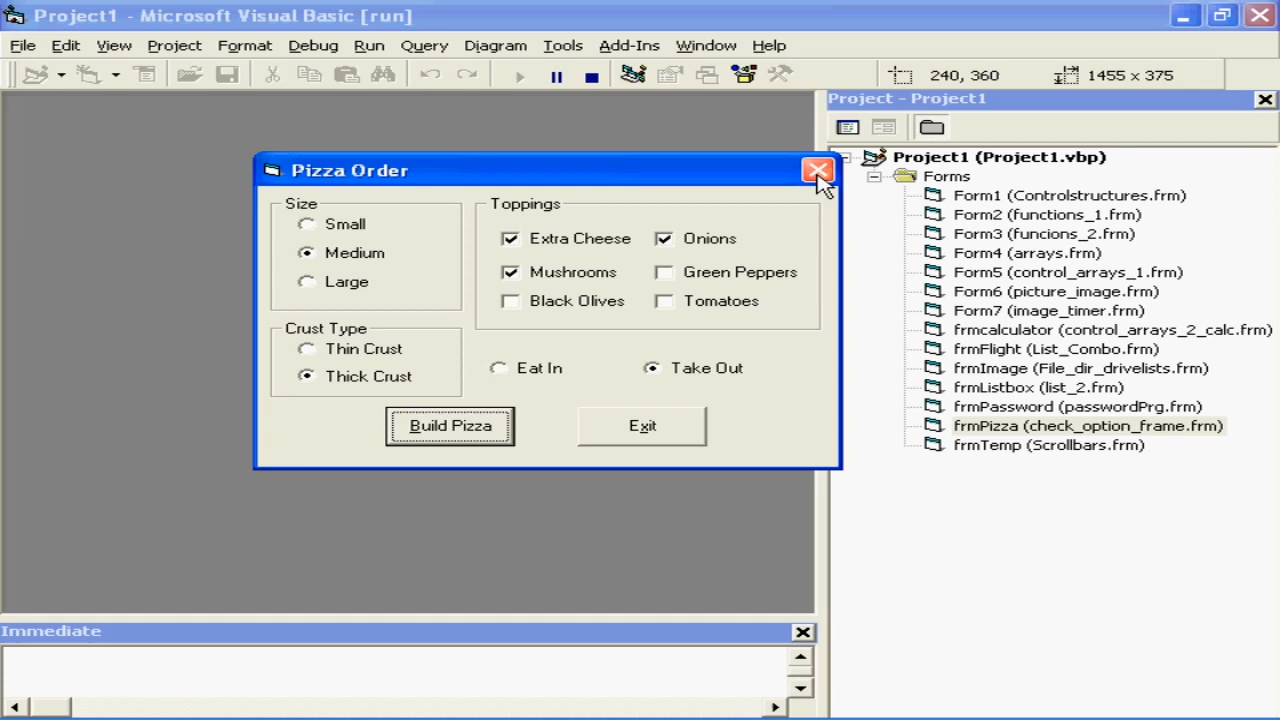 Project1 - Microsoft Visual Basic [run]
File Edit View Project Format Debug Run Query Diagram Tools Add-Ins Window Help
240, 360 1455 x 375
Project - Project1
Project1 (Project1.vbp)
Forms
Form1 (Controlstructures.frm)
Form2 (functions_1.frm)
Form3 (funcions_2.frm)
Form4 (arrays.frm)
Form5 (control_arrays_1.frm)
Form6 (picture_image.frm)
Form7 (image_timer.frm)
frmcalculator (control_arrays_2_calc.frm)
frmFlight (List_Combo.frm)
frmImage (File_dir_drivelists.frm)
frmListbox (list_2.frm)
frmPassword (passwordPrg.frm)
frmPizza (check_option_frame.frm)
frmTemp (Scrollbars.frm)
Pizza Order
Size
Small
Medium
Large
Toppings
Extra Cheese Onions
Mushrooms Green Peppers
Black Olives Tomatoes
Crust Type
Thin Crust
Thick Crust
Eat In Take Out
Build Pizza Exit
Immediate